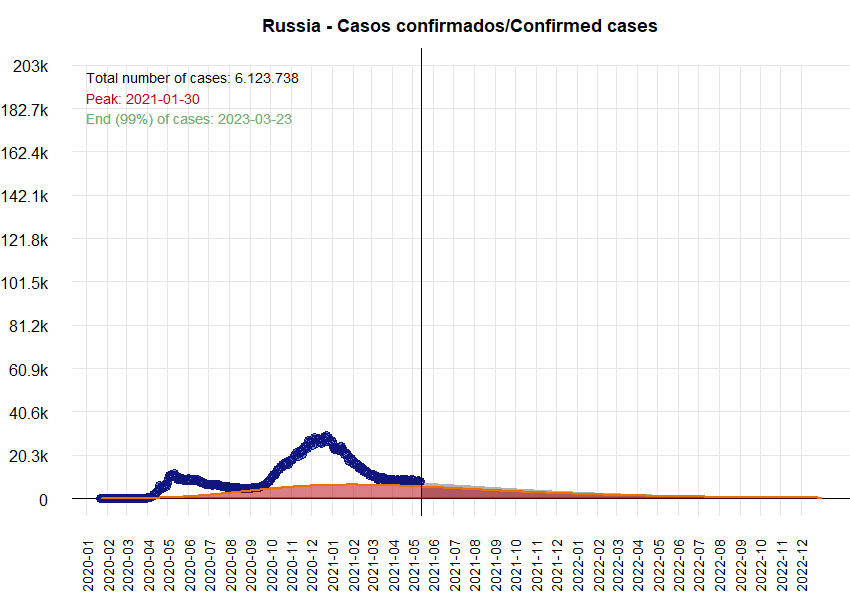 Russia - Casos confirmados/Confirmed cases
203k
182.7k
162.4k
142.1k
121.8k
101.5k
81.2k
60.9k
40.6k
20.3k
0
Total number of cases: 6.123.738
Peak: 2021-01-30
End (99%) of cases: 2023-03-23
2020-01
2020-02
2020-03
2020-04
2020-05
2020-06
2020-07
2020-08
2020-09
2020-10
2020-11
2020-12
2021-01
2021-02
2021-03
2021-04
2021-05
2021-06
2021-07
2021-08
2021-09
2021-10
2021-11
2021-12
2022-01
2022-02
2022-03
2022-04
2022-05
2022-06
2022-07
2022-08
2022-09
2022-10
2022-11
2022-12